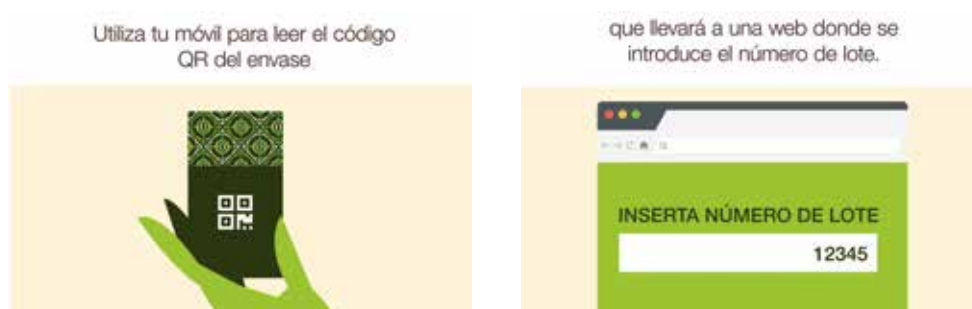 Utiliza tu móvil para leer el código
QR del envase
que llevará a una web donde se
introduce el número de lote.
INSERTA NÚMERO DE LOTE
12345